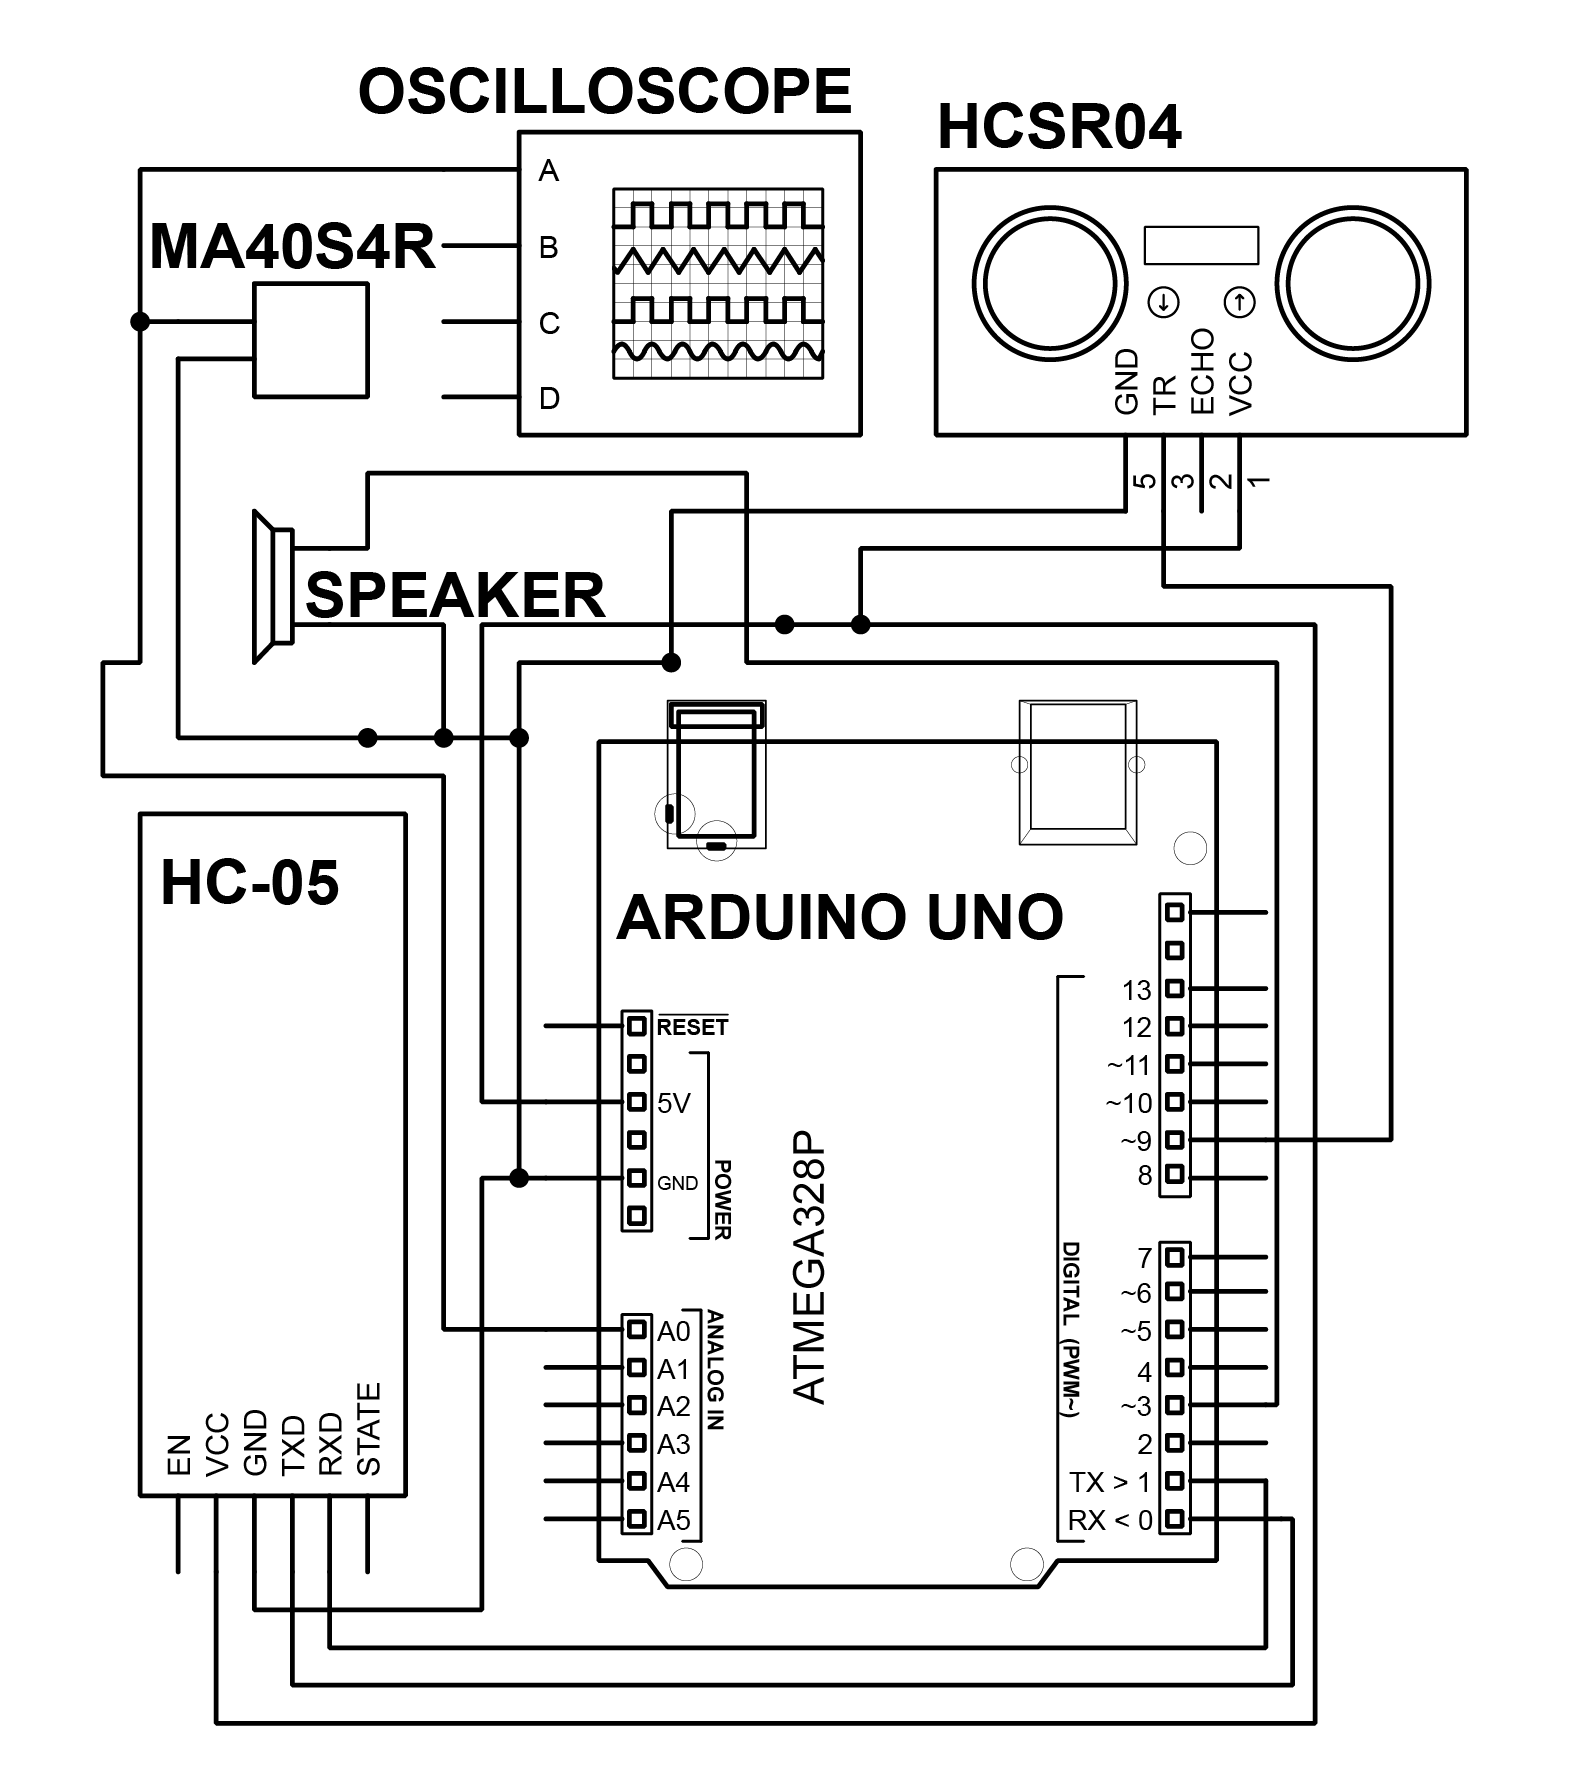 OSCILLOSCOPE
HCSR04
A
MA40S4R
B
C
D
GND
TR
ECHO
VCC
5
3
2
1
SPEAKER
HC-05
ARDUINO UNO
RESET
5V
GND
POWER
13
12
~11
~10
~9
8
ATMEGA328P
DIGITAL (PWM~)
7
~6
~5
4
~3
2
TX > 1
RX < 0
A0
A1
A2
A3
A4
A5
ANALOG IN
EN
VCC
GND
TXD
RXD
STATE